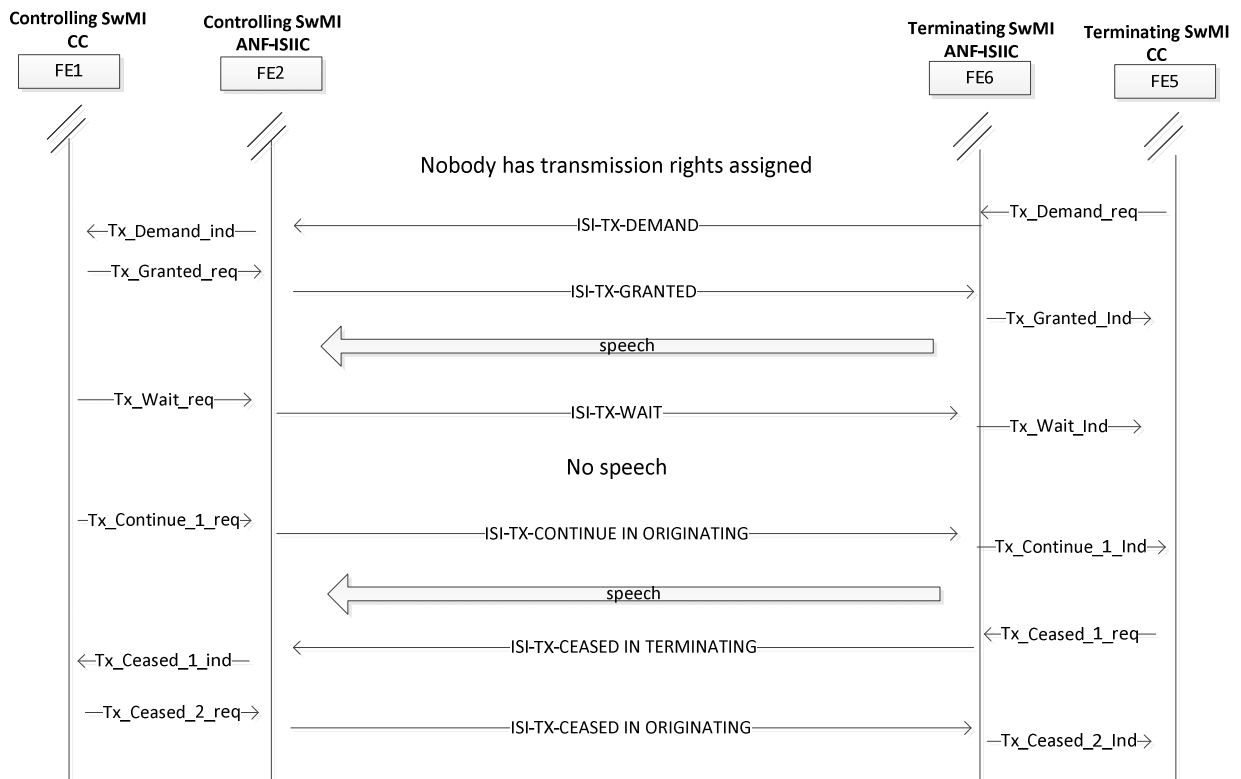 Controlling SwMI
CC
Controlling SwMI
ANF-ISIIC
Terminating SwMI
ANF-ISIIC
Terminating SwMI
CC
FE1
FE2
FE6
FE5
Nobody has transmission rights assigned
Tx_Demand_req
ISI-TX-DEMAND
Tx_Demand_ind
Tx_Granted_req
ISI-TX-GRANTED
Tx_Granted_Ind
speech
Tx_Wait_req
ISI-TX-WAIT
Tx_Wait_Ind
No speech
Tx_Continue_1_req
ISI-TX-CONTINUE IN ORIGINATING
Tx_Continue_1_Ind
speech
Tx_Ceased_1_req
ISI-TX-CEASED IN TERMINATING
Tx_Ceased_1_ind
Tx_Ceased_2_req
ISI-TX-CEASED IN ORIGINATING
Tx_Ceased_2_Ind